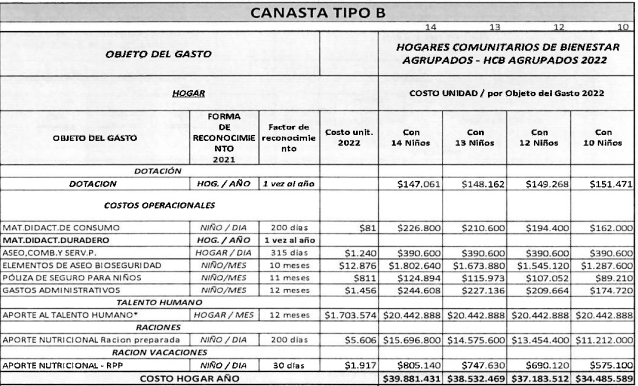 CANASTA TIPO B
14 13 12 10
OBJETO DEL GASTO
HOGARES COMUNITARIOS DE BIENESTAR
AGRUPADOS - HCB AGRUPADOS 2022
HOGAR
COSTO UNIDAD / por Objeto del Gasto 2022
OBJETO DEL GASTO
FORMA
DE
RECONOCIMIE
NTO
2021
Factor de
reconocimie
nto
Costo unit.
2022
Con
14 Niños
Con
13 Niños
Con
12 Niños
Con
10 Niños
DOTACIÓN
DOTACION HOG. / AÑO 1 vez al año $147.061 $148.162 $149.268 $151.471
COSTOS OPERACIONALES
MAT.DIDACT.DE CONSUMO NIÑO / DIA 200 días $81 $226.800 $210.600 $194.400 $162.000
MAT.DIDACT.DURADERO HOG. / AÑO 1 vez al año
ASEO,COMB.Y SERV.P. HOGAR / DIA 315 días $1.240 $390.600 $390.600 $390.600 $390.600
ELEMENTOS DE ASEO BIOSEGURIDAD NIÑO/MES 10 meses $12.876 $1.802.640 $1.673.880 $1.545.120 $1.287.600
PÓLIZA DE SEGURO PARA NIÑOS NIÑO/MES 11 meses $811 $124.894 $115.973 $107.052 $89.210
GASTOS ADMINISTRATIVOS NIÑO/MES 12 meses $1.456 $244.608 $227.136 $209.664 $174.720
TALENTO HUMANO
APORTE AL TALENTO HUMANO* HOGAR / MES 12 meses $1.703.574 $20.442.888 $20.442.888 $20.442.888 $20.442.888
RACIONES
APORTE NUTRICIONAL Racion preparada NIÑO / DIA 200 días $5.606 $15.696.800 $14.575.600 $13.454.400 $11.212.000
RACION VACACIONES
APORTE NUTRICIONAL - RPP NIÑO / DIA 30 días $1.917 $805.140 $747.630 $690.120 $575.100
COSTO HOGAR AÑO $39.881.431 $38.532.469 $37.183.512 $34.485.589